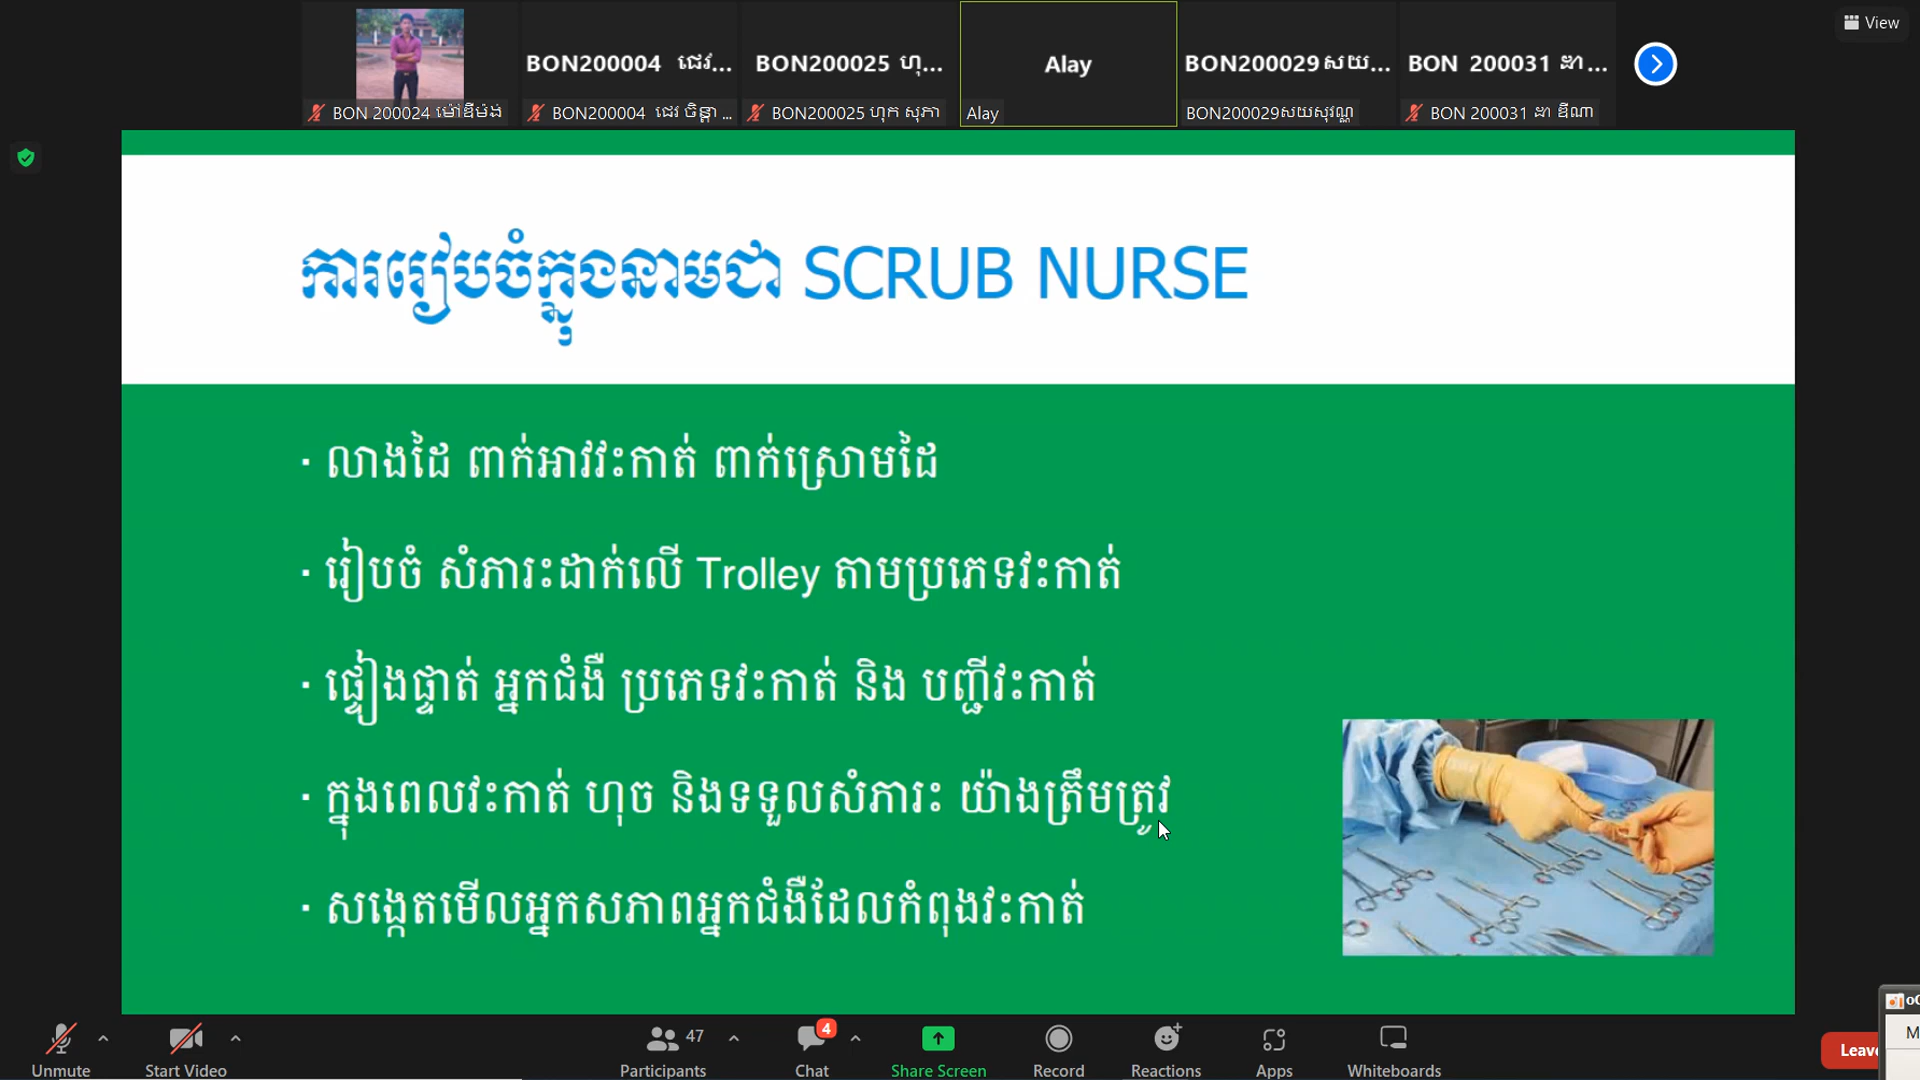 View
BON200004 ជេវ...
BON200025 ហុ...
Alay
BON200029សយ...
BON 200031 ឌា...
BON 200024 ម៉ៅឌីម៉ង់
BON200004 ជេវ ចិន្តា ...
BON200025 ហុក សុភា
Alay
BON200029សយសុវណ្ណ
BON 200031 ឌា ឌីណា
ការរៀបចំក្នុងនាមជា SCRUB NURSE
· លាងដៃ ពាក់អាវវះកាត់ ពាក់ស្រោមដៃ
· រៀបចំ សំភារះដាក់លើ Trolley តាមប្រភេទវះកាត់
· ផ្ទៀងផ្ទាត់ អ្នកជំងឺ ប្រភេទវះកាត់ និង បញ្ជីវះកាត់
· ក្នុងពេលវះកាត់ ហុច និងទទួលសំភារះ យ៉ាងត្រឹមត្រូវ
· សង្កេតមើលអ្នកសភាពអ្នកជំងឺដែលកំពុងវះកាត់
47
4
Unmute
Start Video
Participants
Chat
Share Screen
Record
Reactions
Apps
Whiteboards